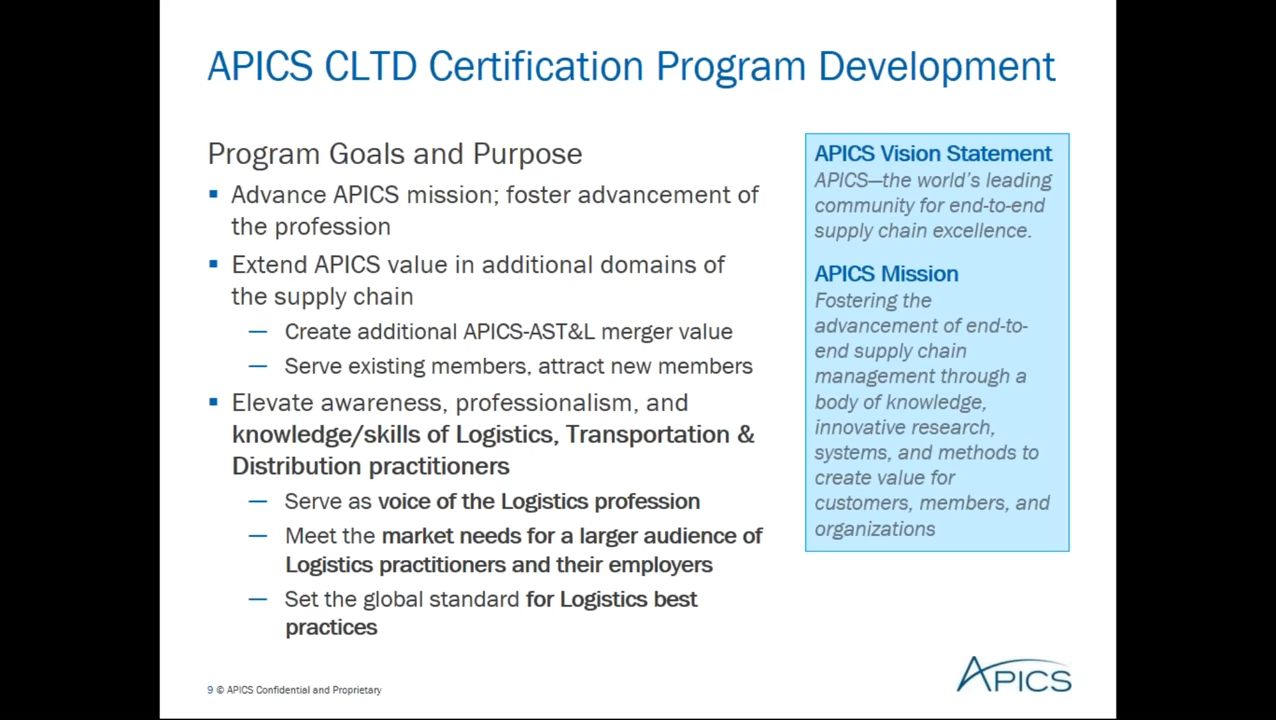 APICS CLTD Certification Program Development
Program Goals and Purpose
▪ Advance APICS mission; foster advancement of
the profession
▪ Extend APICS value in additional domains of
the supply chain
— Create additional APICS-AST&L merger value
— Serve existing members, attract new members
▪ Elevate awareness, professionalism, and
knowledge/skills of Logistics, Transportation &
Distribution practitioners
— Serve as voice of the Logistics profession
— Meet the market needs for a larger audience of
Logistics practitioners and their employers
— Set the global standard for Logistics best
practices
APICS Vision Statement
APICS—the world's leading
community for end-to-end
supply chain excellence.
APICS Mission
Fostering the
advancement of end-to-
end supply chain
management through a
body of knowledge,
innovative research,
systems, and methods to
create value for
customers, members, and
organizations
9 © APICS Confidential and Proprietary
APICS